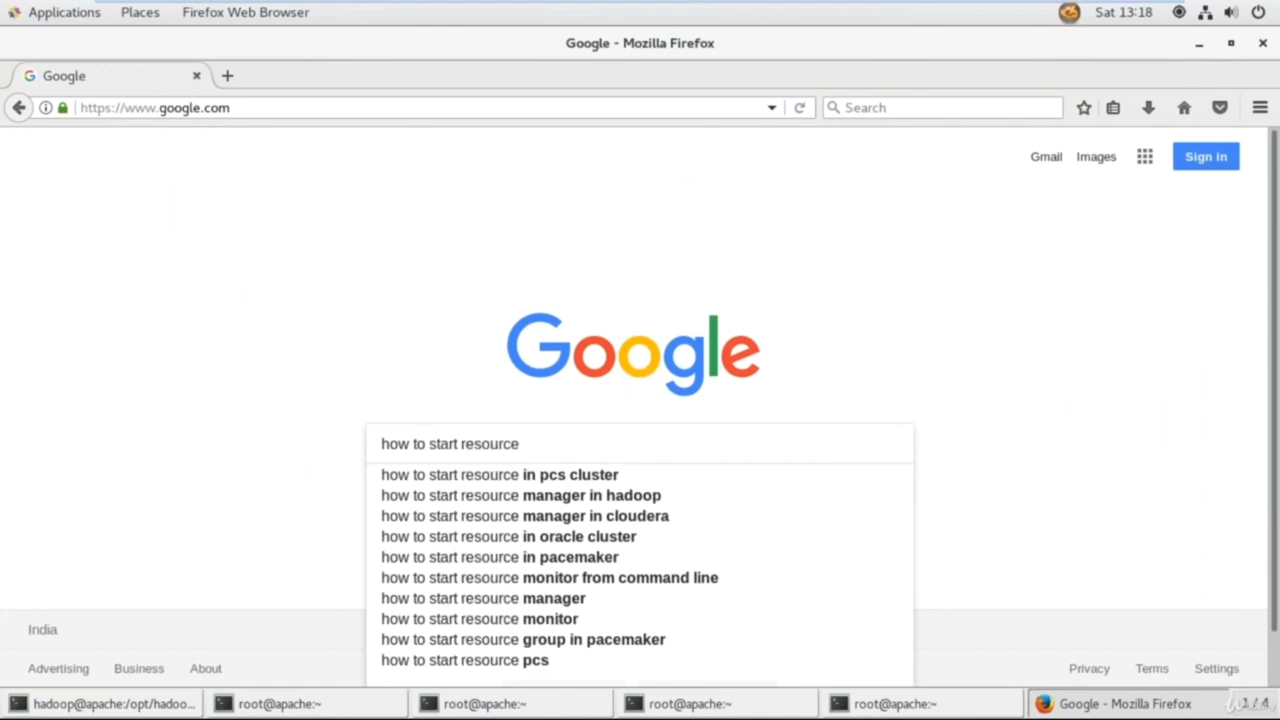 Applications Places Firefox Web Browser Sat 13:18
Google - Mozilla Firefox
Google
https://www.google.com Search
Gmail Images Sign in
Google
how to start resource
how to start resource in pcs cluster
how to start resource manager in hadoop
how to start resource manager in cloudera
how to start resource in oracle cluster
how to start resource in pacemaker
how to start resource monitor from command line
how to start resource manager
how to start resource monitor
how to start resource group in pacemaker
how to start resource pcs
India
Advertising Business About Privacy Terms Settings
hadoop@apache:/opt/hadoo... root@apache:~ root@apache:~ root@apache:~ root@apache:~ Google - Mozilla Firefox 1 / 4